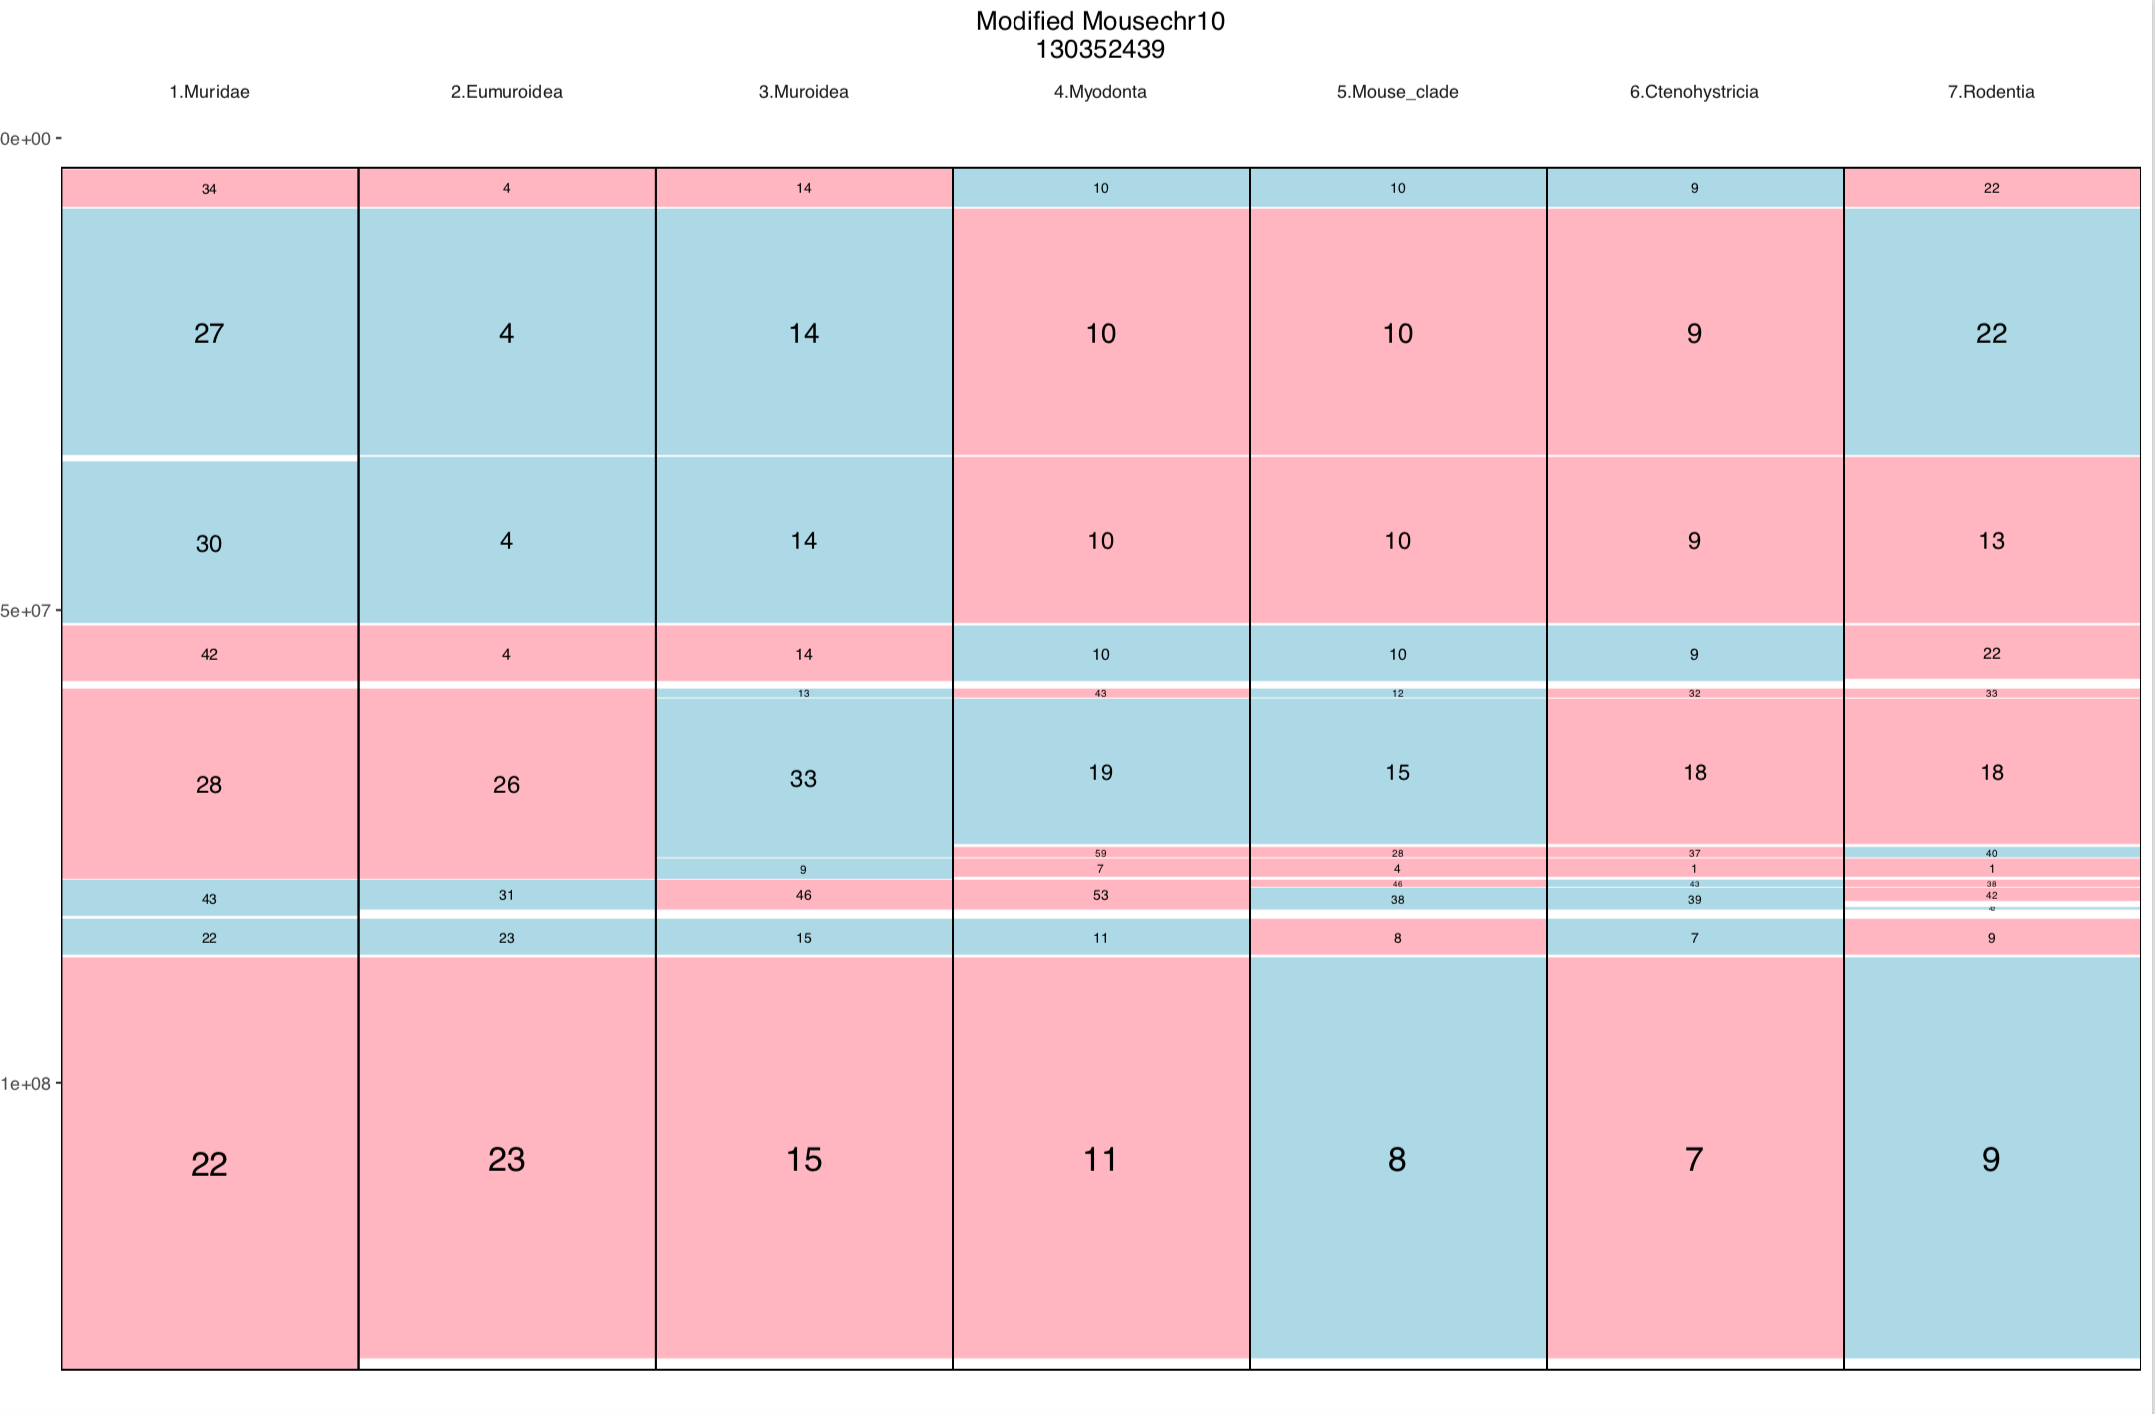 Modified Mousechr10
130352439
1.Muridae 2.Eumuroidea 3.Muroidea 4.Myodonta 5.Mouse_clade 6.Ctenohystricia 7.Rodentia
0e+00
34 4 14 10 10 9 22
27 4 14 10 10 9 22
30 4 14 10 10 9 13
5e+07
42 4 14 10 10 9 22
13 43 12 32 33
28 26 33 19 15 18 18
59 28 37 40
9 7 4 1 1
46 43 38
43 31 46 53 38 39 42
42
22 23 15 11 8 7 9
1e+08
22 23 15 11 8 7 9